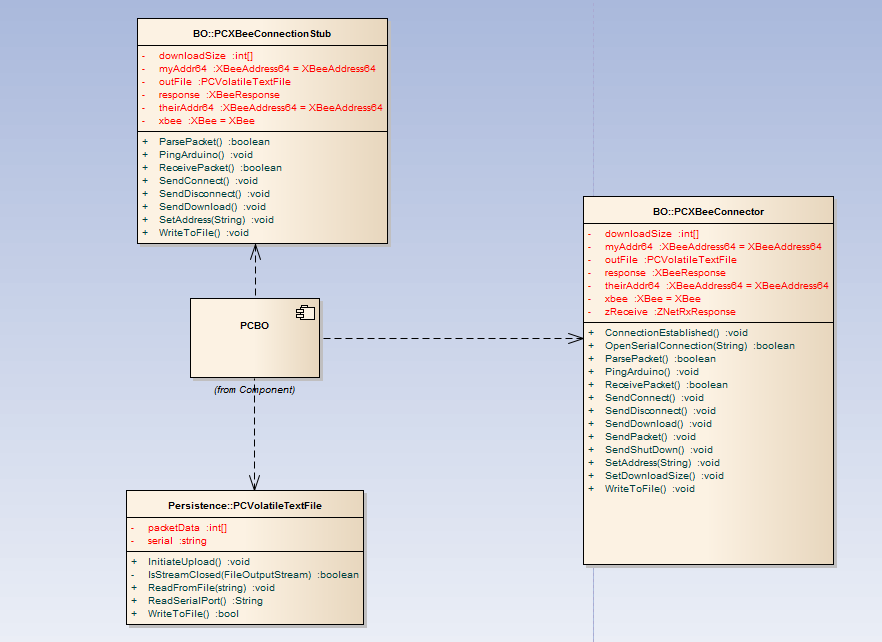 BO::PCXBeeConnectionStub
- downloadSize :int[]
- myAddr64 :XBeeAddress64 = XBeeAddress64
- outFile :PCVolatileTextFile
- response :XBeeResponse
- theirAddr64 :XBeeAddress64 = XBeeAddress64
- xbee :XBee = XBee
+ ParsePacket() :boolean
+ PingArduino() :void
+ ReceivePacket() :boolean
+ SendConnect() :void
+ SendDisconnect() :void
+ SendDownload() :void
+ SetAddress(String) :void
+ WriteToFile() :void
BO::PCXBeeConnector
- downloadSize :int[]
- myAddr64 :XBeeAddress64 = XBeeAddress64
- outFile :PCVolatileTextFile
- response :XBeeResponse
- theirAddr64 :XBeeAddress64 = XBeeAddress64
- xbee :XBee = XBee
- zReceive :ZNetRxResponse
+ ConnectionEstablished() :void
+ OpenSerialConnection(String) :boolean
+ ParsePacket() :boolean
+ PingArduino() :void
+ ReceivePacket() :boolean
+ SendConnect() :void
+ SendDisconnect() :void
+ SendDownload() :void
+ SendPacket() :void
+ SendShutDown() :void
+ SetAddress(String) :void
+ SetDownloadSize() :void
+ WriteToFile() :void
PCBO
(from Component)
Persistence::PCVolatileTextFile
- packetData :int[]
- serial :string
+ InitiateUpload() :void
- IsStreamClosed(FileOutputStream) :boolean
+ ReadFromFile(string) :void
+ ReadSerialPort() :String
+ WriteToFile() :bool